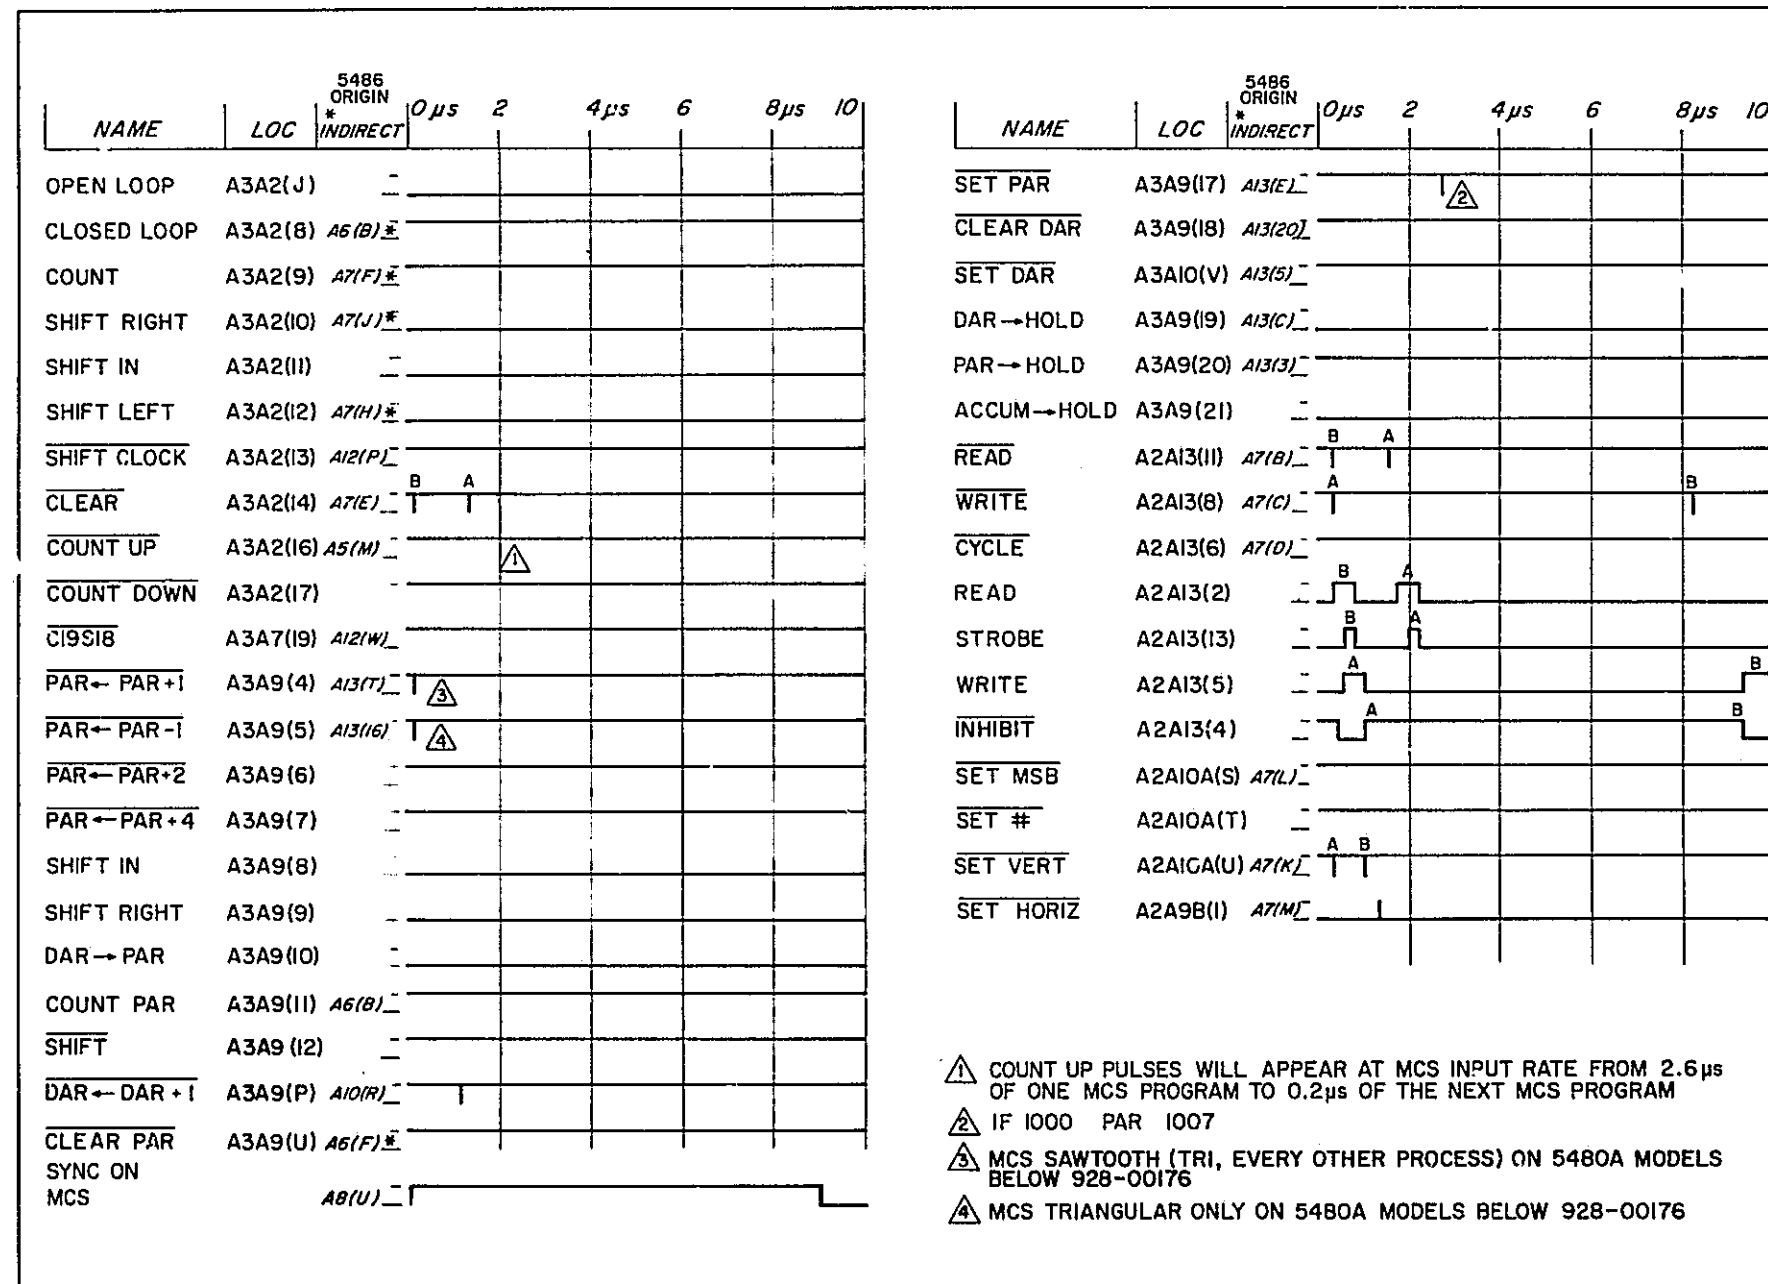 5486
ORIGIN
*
NAME LOC INDIRECT 0μs 2 4μs 6 8μs 10
OPEN LOOP A3A2(J)
CLOSED LOOP A3A2(8) A6(B)*
COUNT A3A2(9) A7(F)*
SHIFT RIGHT A3A2(10) A7(J)*
SHIFT IN A3A2(11)
SHIFT LEFT A3A2(12) A7(H)*
SHIFT CLOCK A3A2(13) A12(P)
B A
CLEAR A3A2(14) A7(E)
COUNT UP A3A2(16) A5(M) 1
COUNT DOWN A3A2(17)
C19S18 A3A7(19) A12(W)
PAR←PAR+1 A3A9(4) A13(T) 3
PAR←PAR-1 A3A9(5) A13(16) 4
PAR←PAR+2 A3A9(6)
PAR←PAR+4 A3A9(7)
SHIFT IN A3A9(8)
SHIFT RIGHT A3A9(9)
DAR→PAR A3A9(10)
COUNT PAR A3A9(11) A6(B)
SHIFT A3A9(12)
DAR←DAR+1 A3A9(P) A10(R)
CLEAR PAR A3A9(U) A6(F)*
SYNC ON
MCS A8(U)
5486
ORIGIN
*
NAME LOC INDIRECT 0μs 2 4μs 6 8μs 10
SET PAR A3A9(17) A13(E) 2
CLEAR DAR A3A9(18) A13(20)
SET DAR A3A10(V) A13(5)
DAR→HOLD A3A9(19) A13(C)
PAR→HOLD A3A9(20) A13(3)
ACCUM→HOLD A3A9(21)
B A
READ A2A13(11) A7(B)
A B
WRITE A2A13(8) A7(C)
CYCLE A2A13(6) A7(D)
B A
READ A2A13(2)
B A
STROBE A2A13(13)
A B
WRITE A2A13(5)
A B
INHIBIT A2A13(4)
SET MSB A2A10A(S) A7(L)
SET # A2A10A(T)
A B
SET VERT A2A10A(U) A7(K)
SET HORIZ A2A9B(1) A7(M)
1 COUNT UP PULSES WILL APPEAR AT MCS INPUT RATE FROM 2.6μs
OF ONE MCS PROGRAM TO 0.2μs OF THE NEXT MCS PROGRAM
2 IF 1000 PAR 1007
3 MCS SAWTOOTH (TRI, EVERY OTHER PROCESS) ON 5480A MODELS
BELOW 928-00176
4 MCS TRIANGULAR ONLY ON 5480A MODELS BELOW 928-00176